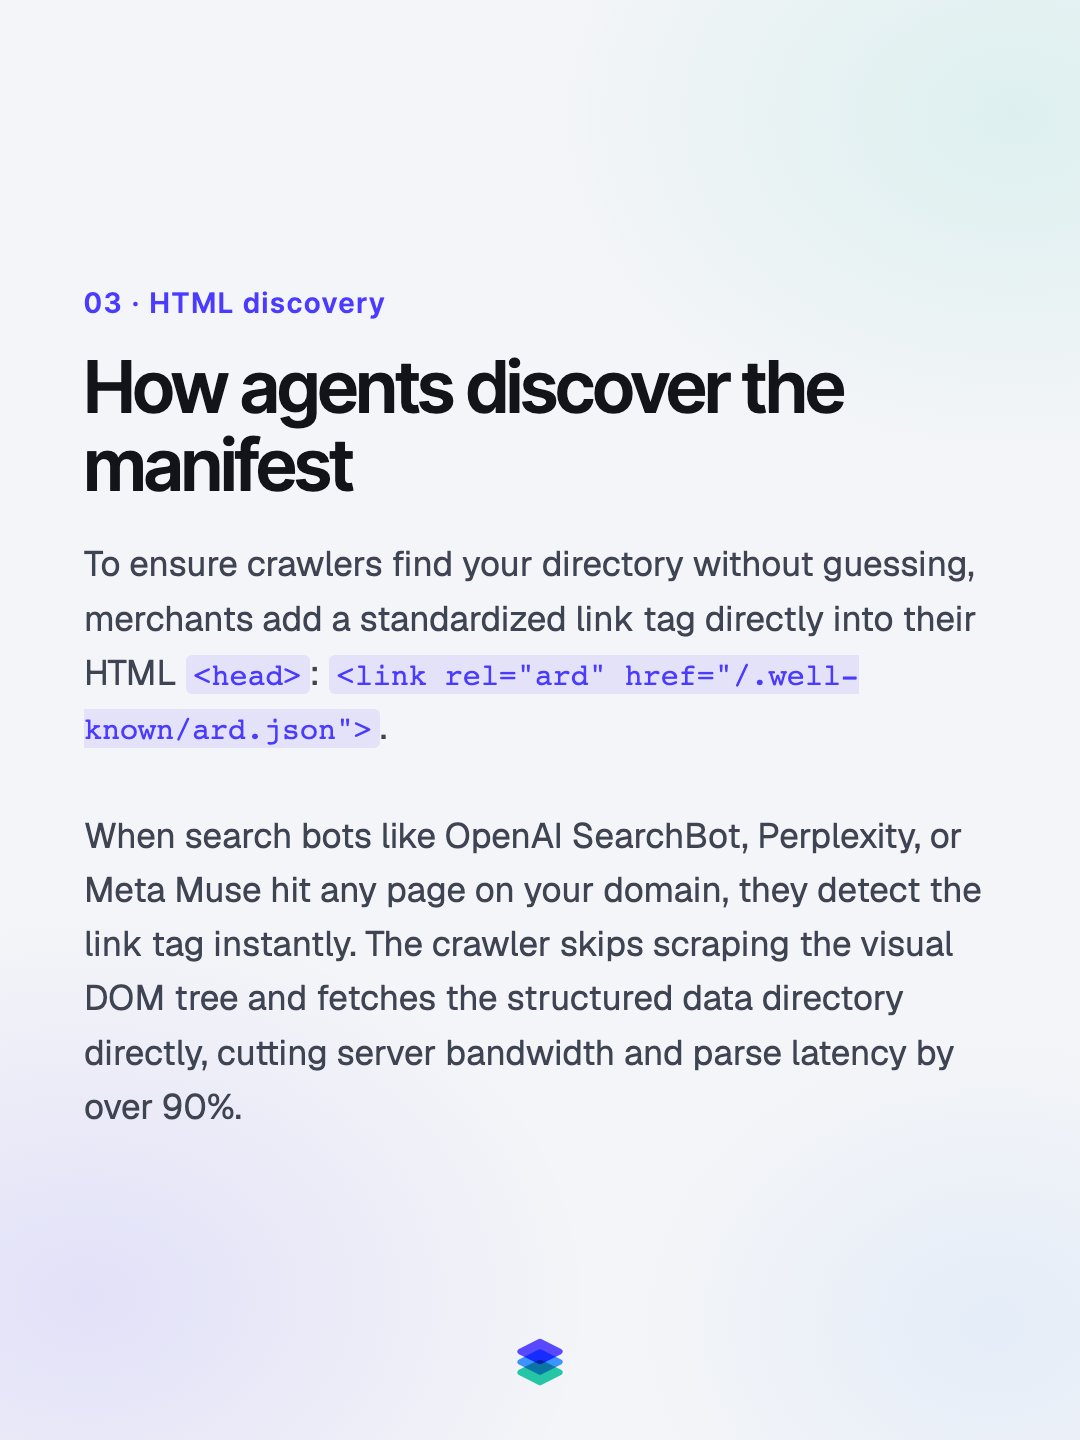 03 · HTML discovery
How agents discover the
manifest
To ensure crawlers find your directory without guessing,
merchants add a standardized link tag directly into their
HTML <head>: <link rel="ard" href="/.well-
known/ard.json">.
When search bots like OpenAI SearchBot, Perplexity, or
Meta Muse hit any page on your domain, they detect the
link tag instantly. The crawler skips scraping the visual
DOM tree and fetches the structured data directory
directly, cutting server bandwidth and parse latency by
over 90%.